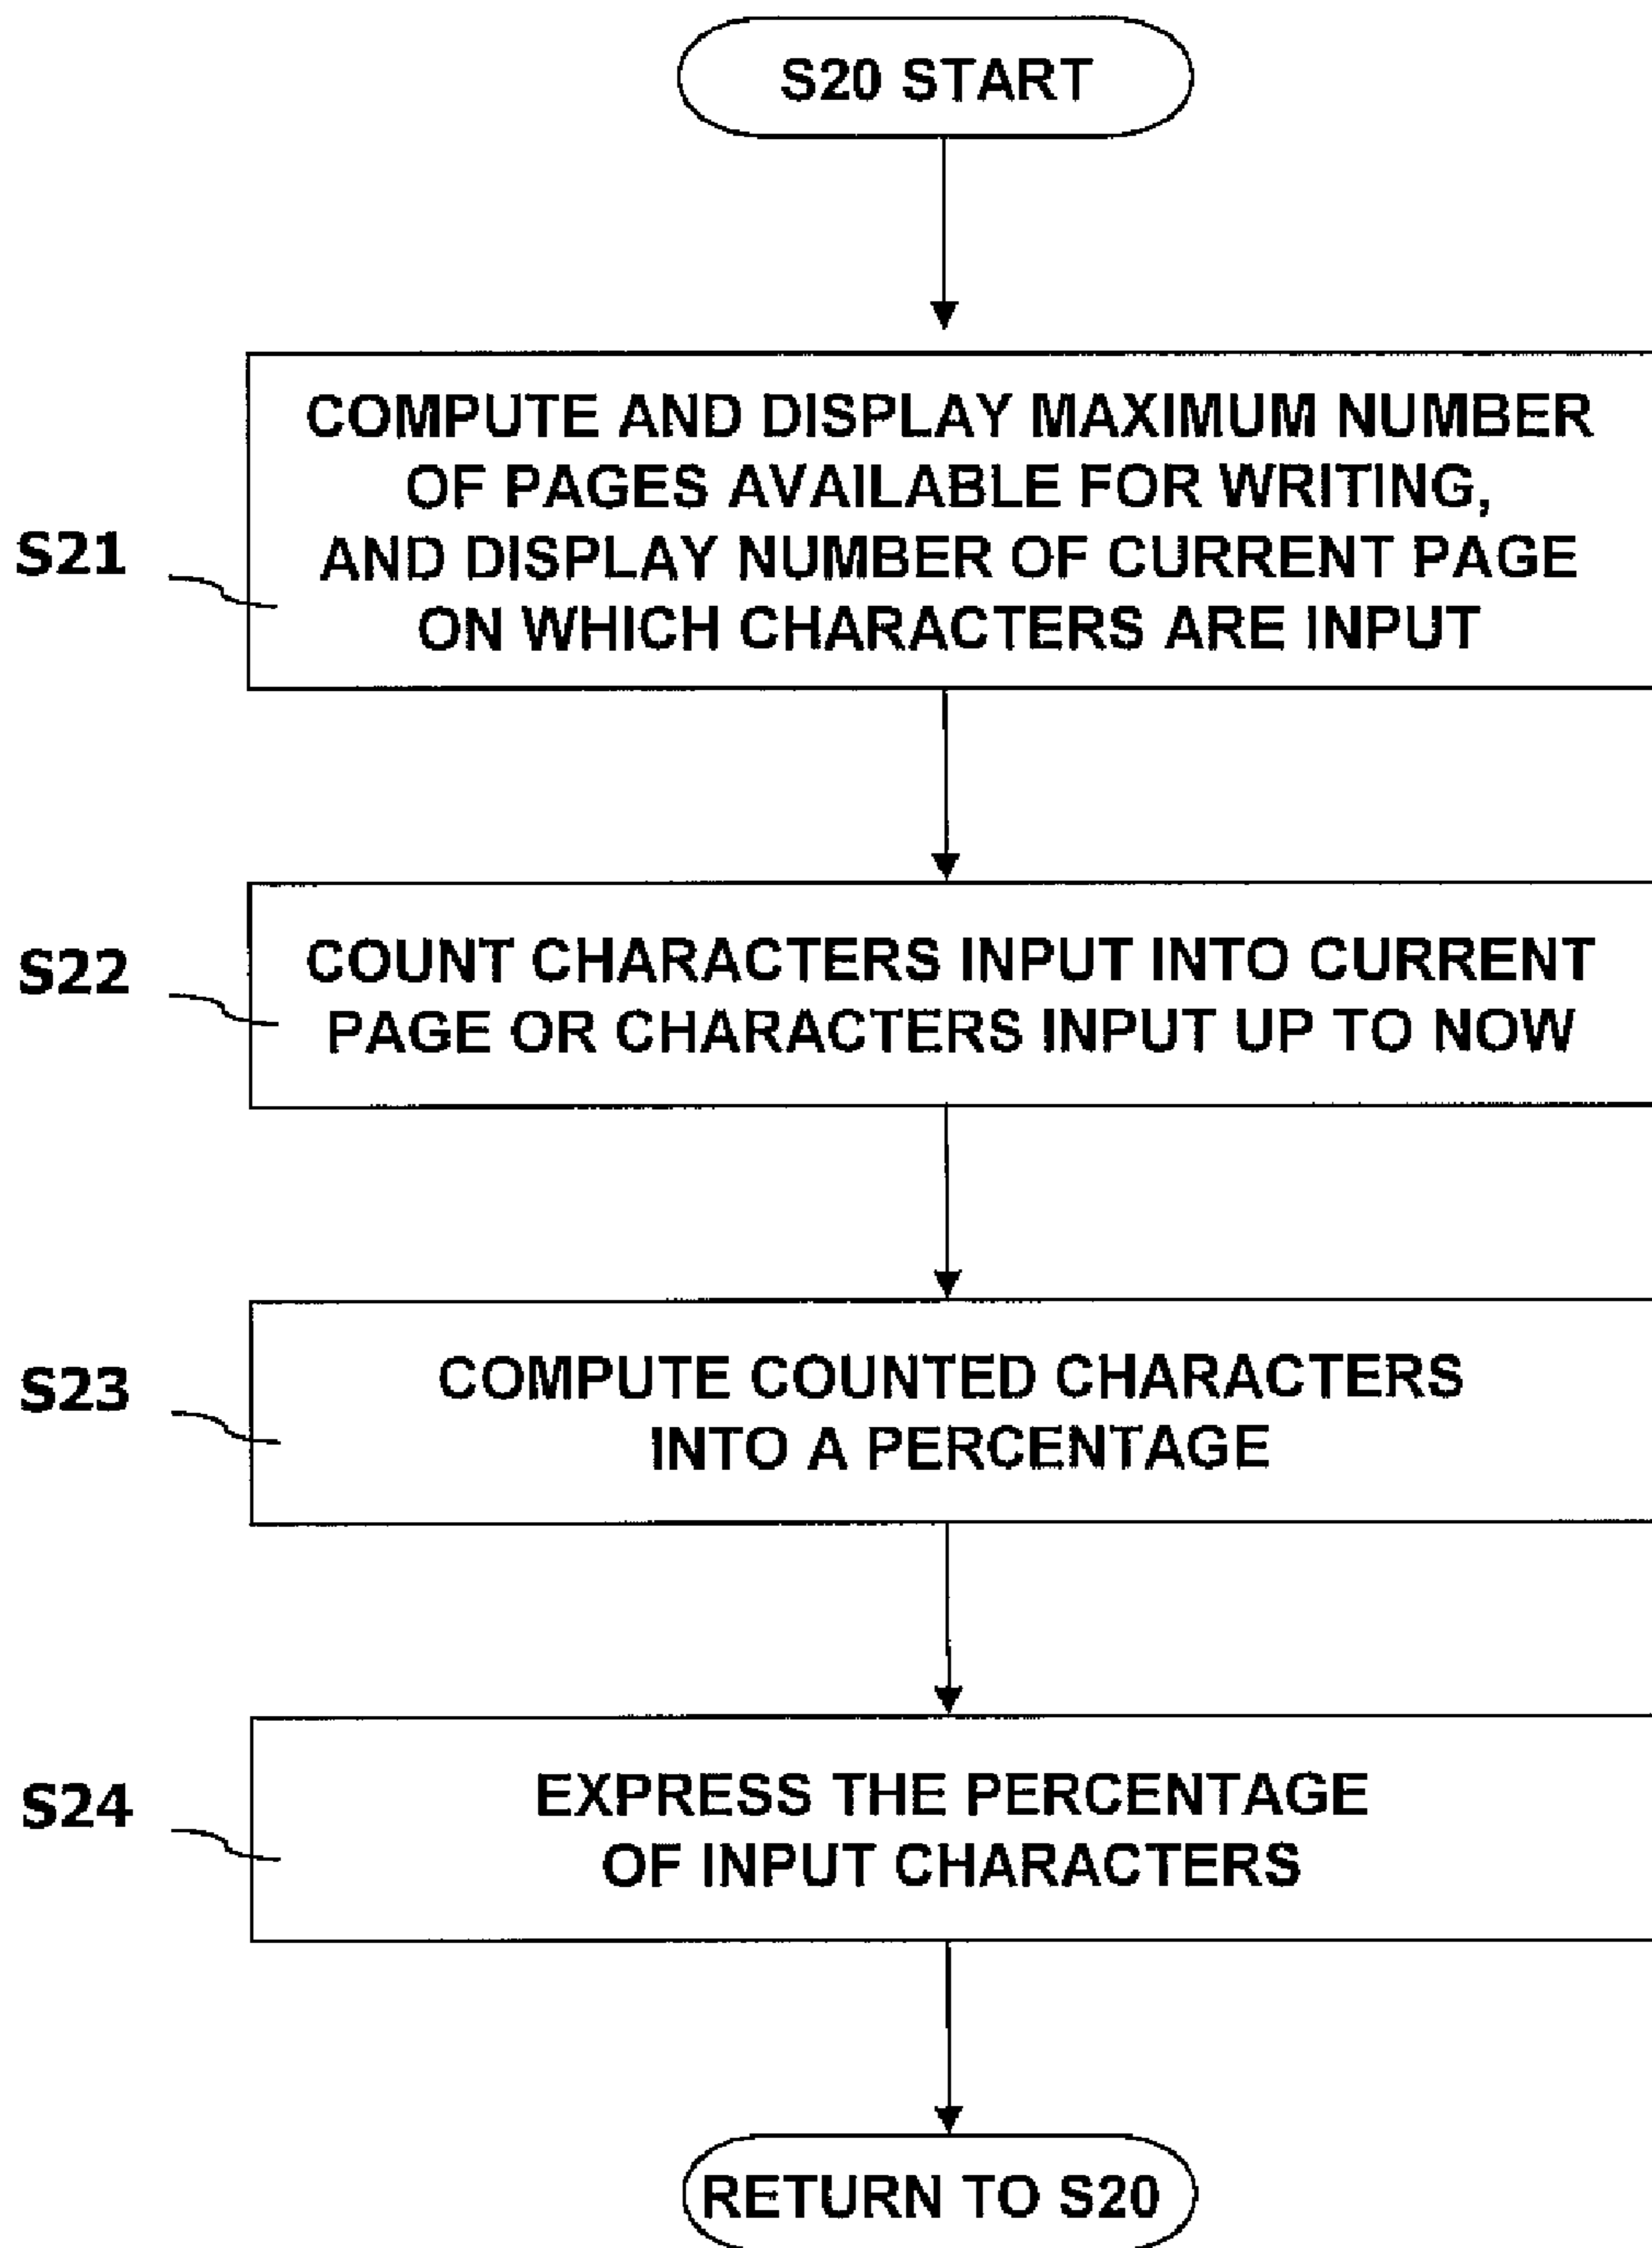 S20 START
COMPUTE AND DISPLAY MAXIMUM NUMBER
OF PAGES AVAILABLE FOR WRITING,
AND DISPLAY NUMBER OF CURRENT PAGE
ON WHICH CHARACTERS ARE INPUT
S21
COUNT CHARACTERS INPUT INTO CURRENT
PAGE OR CHARACTERS INPUT UP TO NOW
S22
COMPUTE COUNTED CHARACTERS
INTO A PERCENTAGE
S23
EXPRESS THE PERCENTAGE
OF INPUT CHARACTERS
S24
RETURN TO S20